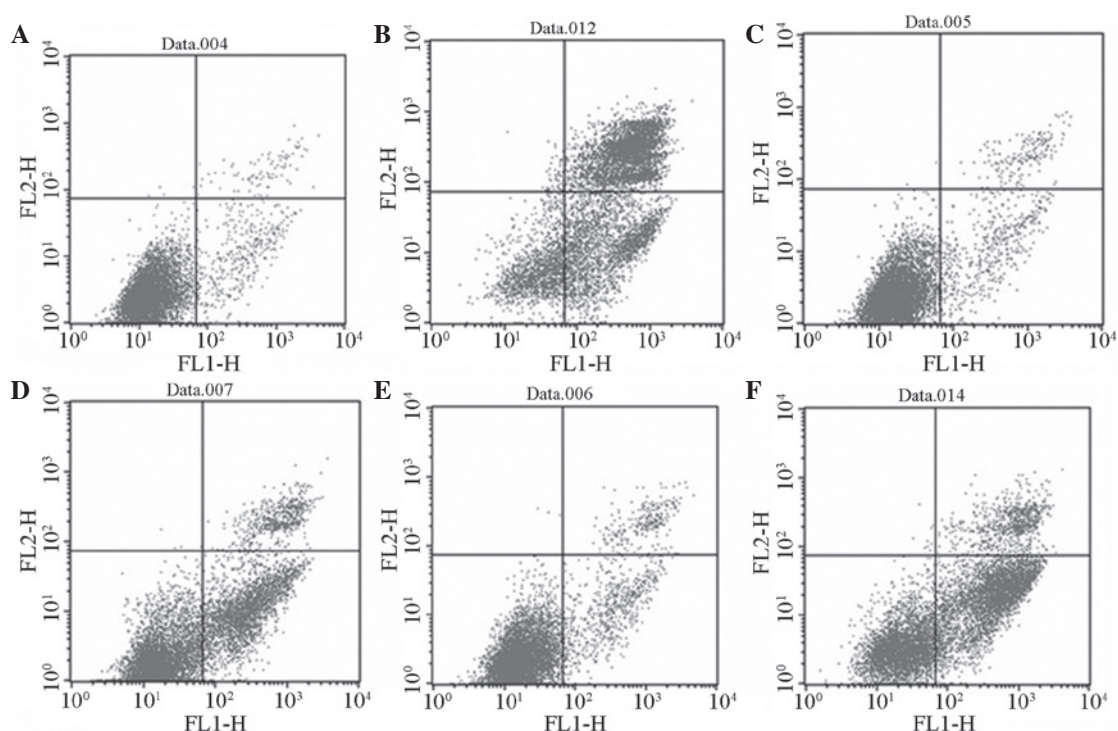 A
Data.004
FL2-H
10⁴
10³
10²
10¹
10⁰
10⁰ 10¹ 10² 10³ 10⁴
FL1-H
B
Data.012
FL2-H
10⁴
10³
10²
10¹
10⁰
10⁰ 10¹ 10² 10³ 10⁴
FL1-H
C
Data.005
FL2-H
10⁴
10³
10²
10¹
10⁰
10⁰ 10¹ 10² 10³ 10⁴
FL1-H
D
Data.007
FL2-H
10⁴
10³
10²
10¹
10⁰
10⁰ 10¹ 10² 10³ 10⁴
FL1-H
E
Data.006
FL2-H
10⁴
10³
10²
10¹
10⁰
10⁰ 10¹ 10² 10³ 10⁴
FL1-H
F
Data.014
FL2-H
10⁴
10³
10²
10¹
10⁰
10⁰ 10¹ 10² 10³ 10⁴
FL1-H